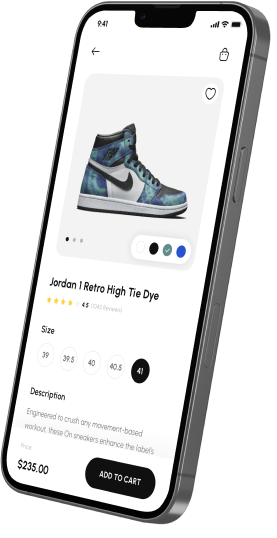 9:41
Jordan 1 Retro High Tie Dye
4.5 (1045 Reviews)
Size
39 39.5 40 40.5 41
Description
Engineered to crush any movement-based
workout, these On sneakers enhance the label's
Price
$235.00 ADD TO CART